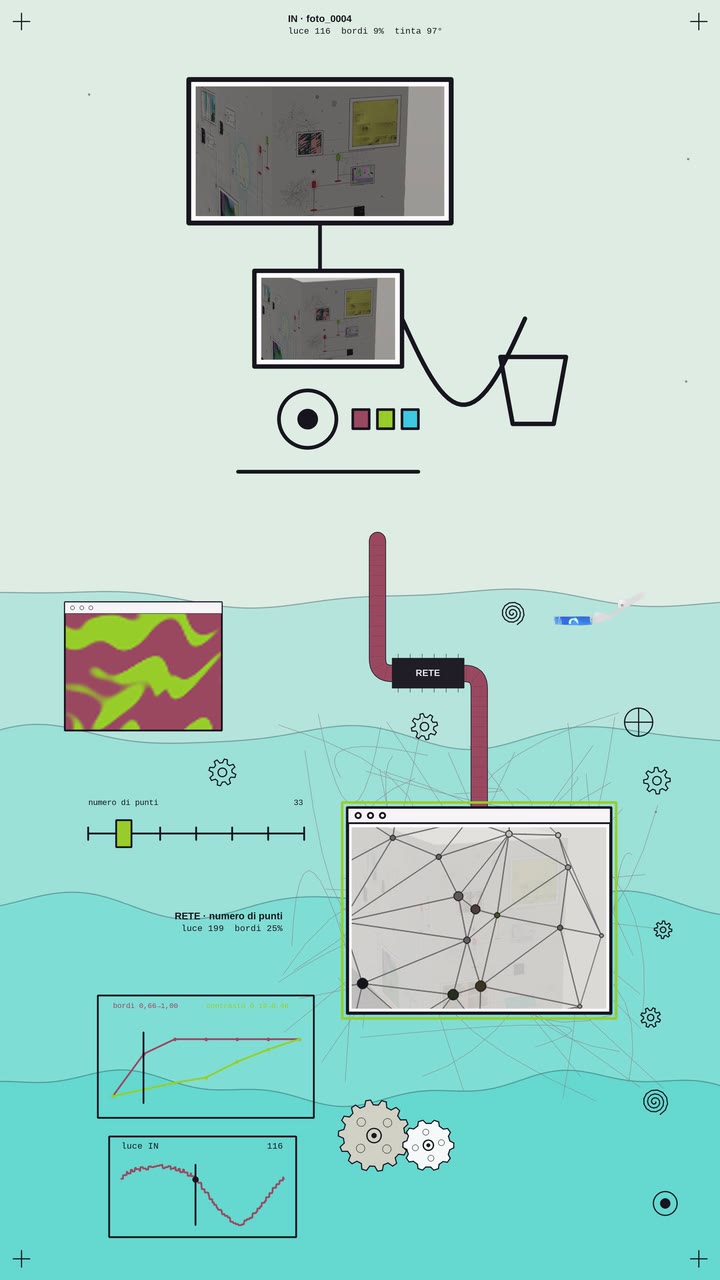 IN · foto_0004
luce 116 bordi 9% tinta 97°
RETE
numero di punti 33
RETE · numero di punti
luce 199 bordi 25%
bordi 0,66→1,00
luce IN 116